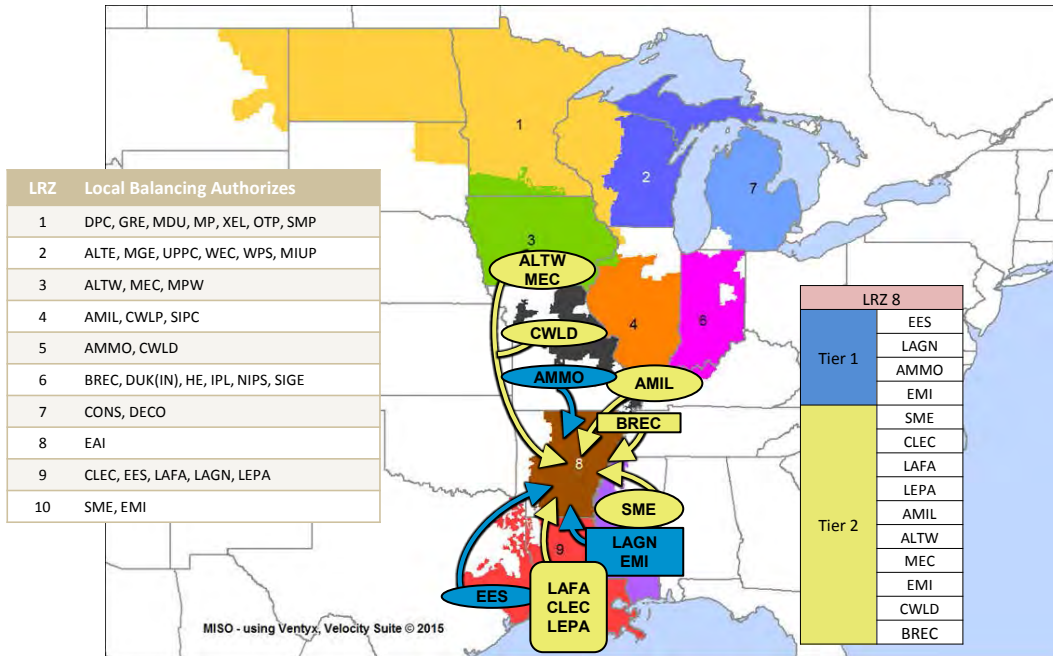 LRZ Local Balancing Authorizes
1 DPC, GRE, MDU, MP, XEL, OTP, SMP
2 ALTE, MGE, UPPC, WEC, WPS, MIUP
3 ALTW, MEC, MPW
4 AMIL, CWLP, SIPC
5 AMMO, CWLD
6 BREC, DUK(IN), HE, IPL, NIPS, SIGE
7 CONS, DECO
8 EAI
9 CLEC, EES, LAFA, LAGN, LEPA
10 SME, EMI
1
2
7
3
ALTW
MEC
4
6
CWLD
AMMO
AMIL
BREC
8
SME
9
LAGN
EMI
EES
LAFA
CLEC
LEPA
MISO - using Ventyx, Velocity Suite © 2015
LRZ 8
Tier 1
EES
LAGN
AMMO
EMI
Tier 2
SME
CLEC
LAFA
LEPA
AMIL
ALTW
MEC
EMI
CWLD
BREC